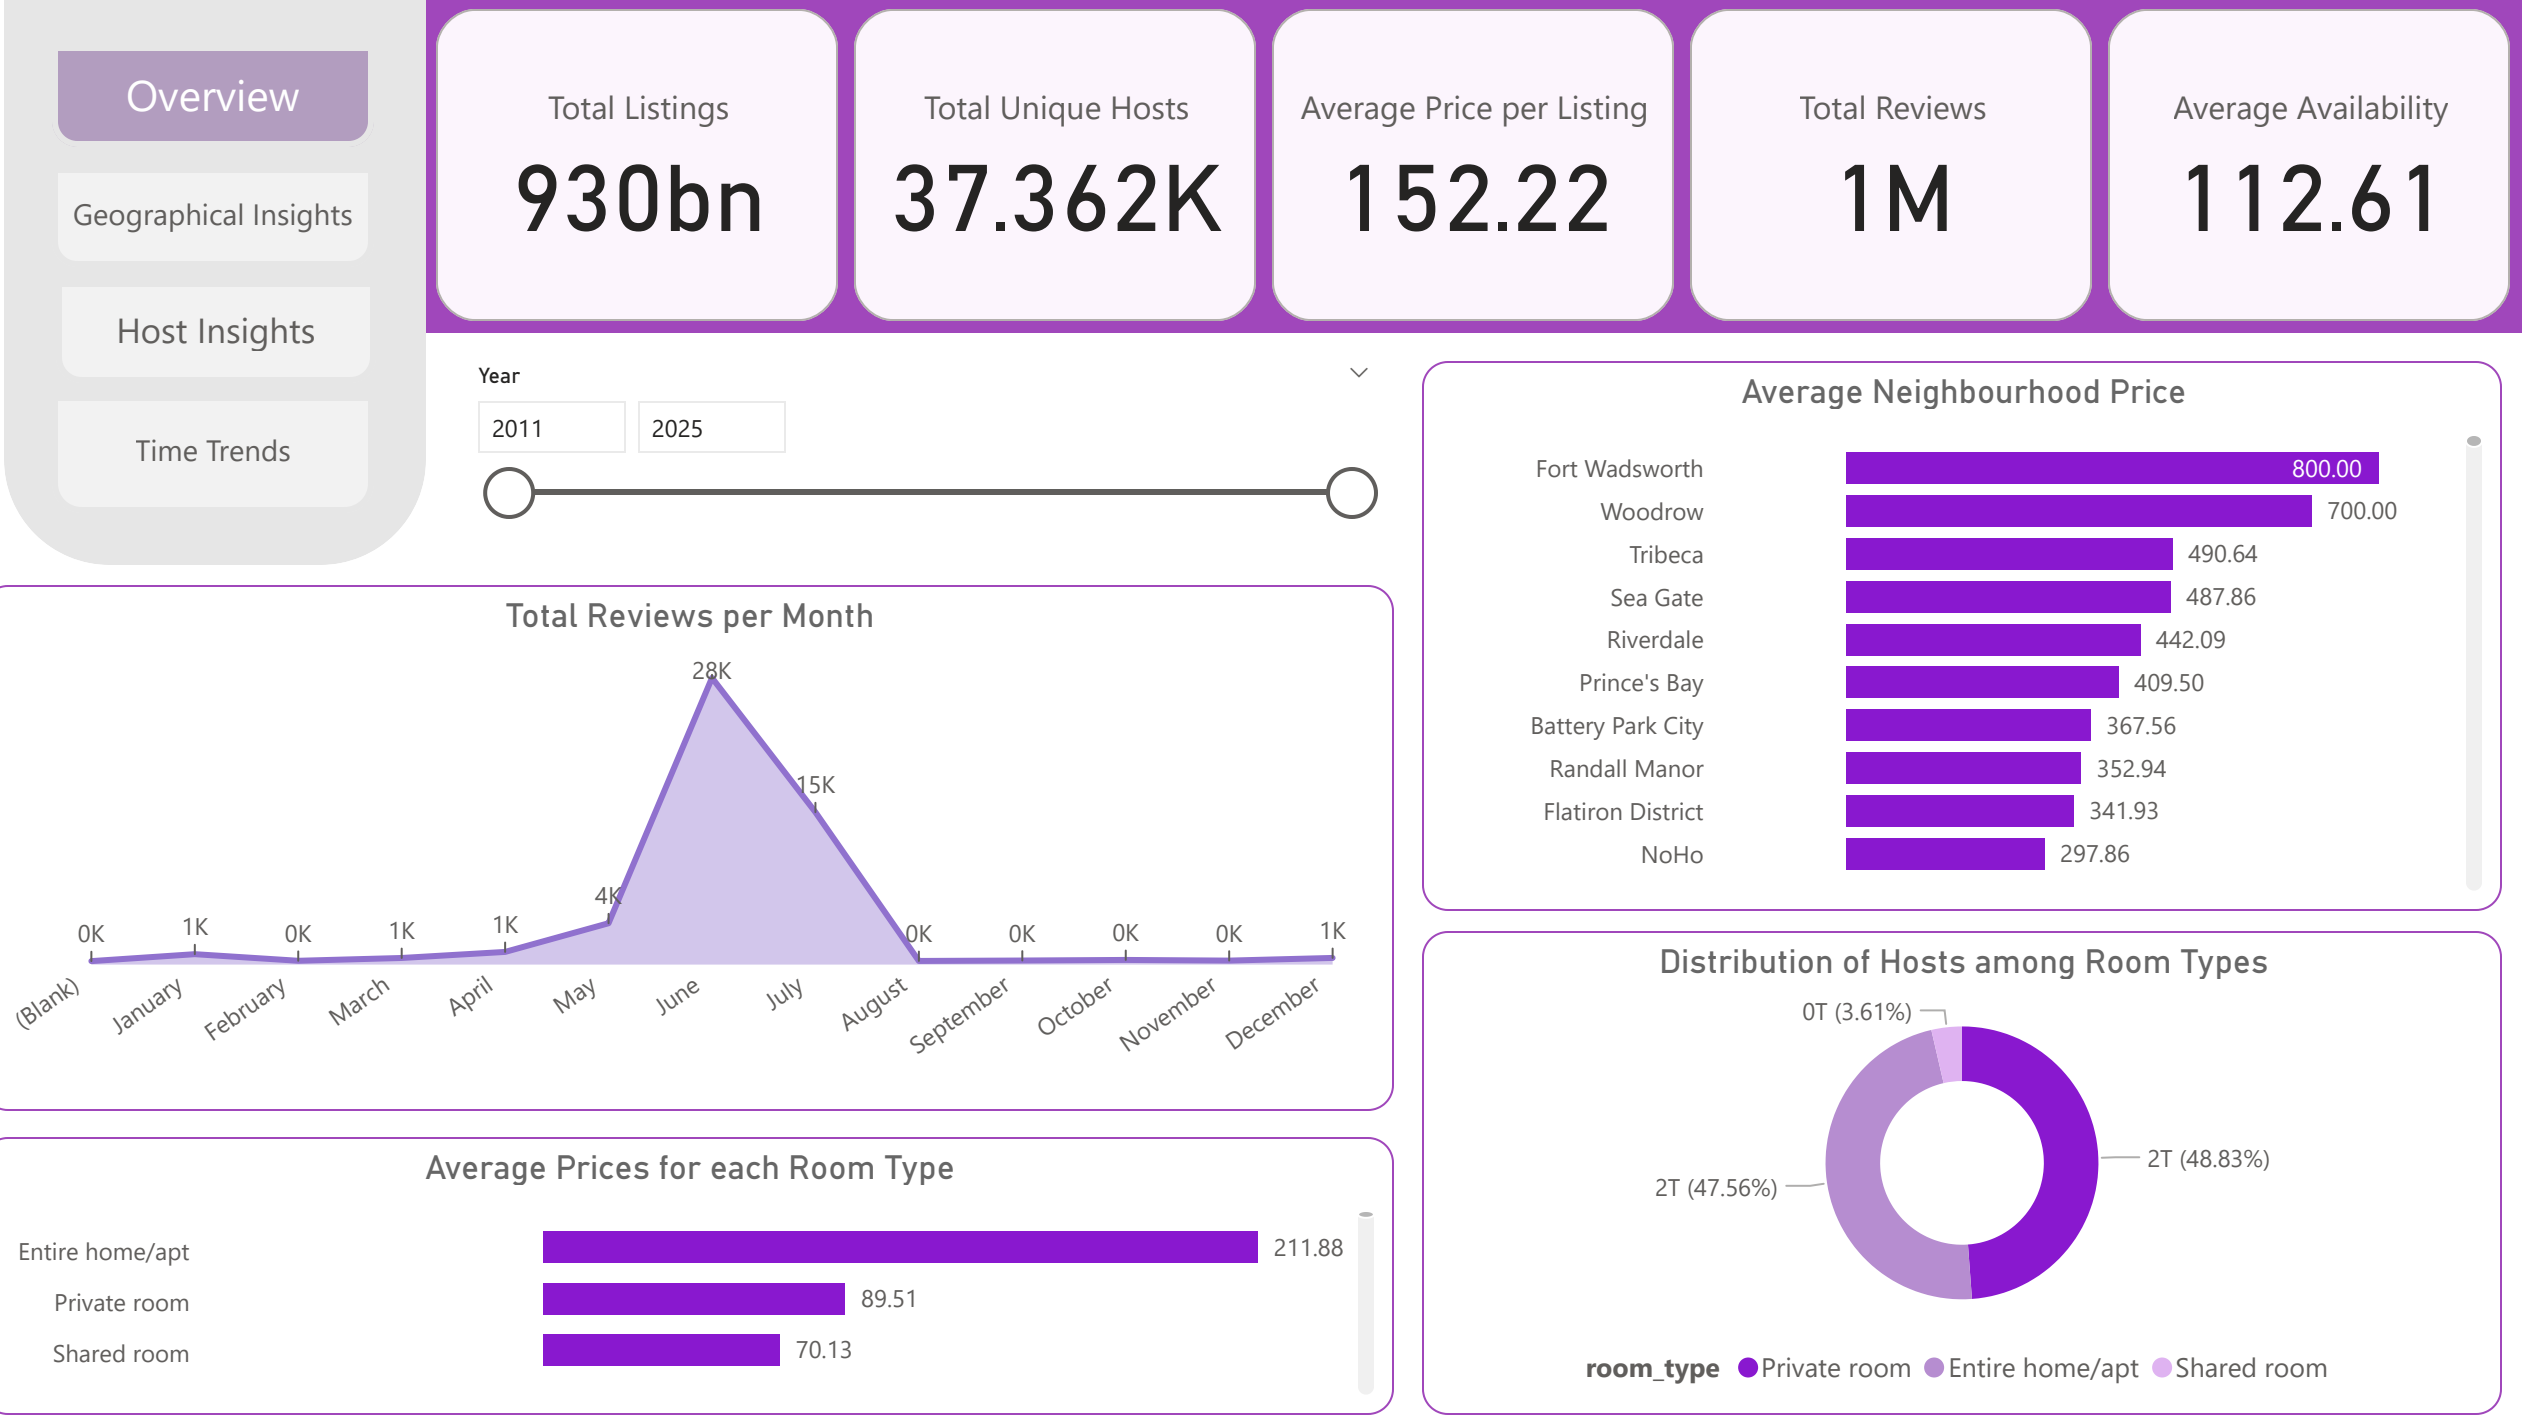 Overview
Geographical Insights
Host Insights
Time Trends
Total Listings
930bn
Total Unique Hosts
37.362K
Average Price per Listing
152.22
Total Reviews
1M
Average Availability
112.61
Year
2011
2025
Total Reviews per Month
28K
15K
4K
0K
1K
0K
1K
1K
0K
0K
0K
0K
1K
(Blank)
January
February
March
April
May
June
July
August
September
October
November
December
Average Prices for each Room Type
Entire home/apt
211.88
Private room
89.51
Shared room
70.13
Average Neighbourhood Price
Fort Wadsworth
800.00
Woodrow
700.00
Tribeca
490.64
Sea Gate
487.86
Riverdale
442.09
Prince's Bay
409.50
Battery Park City
367.56
Randall Manor
352.94
Flatiron District
341.93
NoHo
297.86
Distribution of Hosts among Room Types
0T (3.61%)
2T (48.83%)
2T (47.56%)
room_type Private room Entire home/apt Shared room